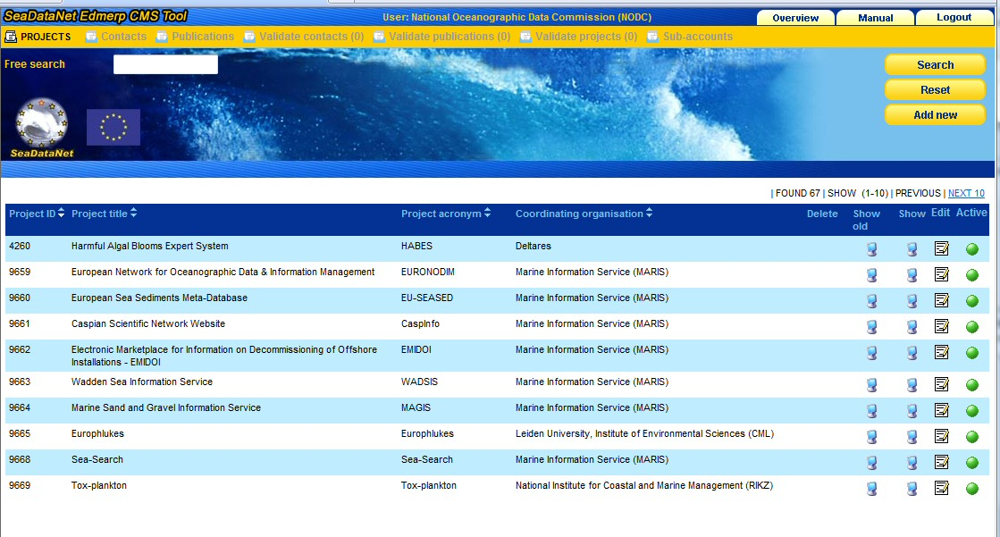 SeaDataNet Edmerp CMS Tool User: National Oceanographic Data Commission (NODC) Overview Manual Logout
PROJECTS Contacts Publications Validate contacts (0) Validate publications (0) Validate projects (0) Sub-accounts
Free search
Search
Reset
Add new
SeaDataNet
| FOUND 67 | SHOW (1-10) | PREVIOUS | NEXT 10
Project ID Project title Project acronym Coordinating organisation Delete Show old Show Edit Active
4260 Harmful Algal Blooms Expert System HABES Deltares
9659 European Network for Oceanographic Data & Information Management EURONODIM Marine Information Service (MARIS)
9660 European Sea Sediments Meta-Database EU-SEASED Marine Information Service (MARIS)
9661 Caspian Scientific Network Website CaspInfo Marine Information Service (MARIS)
9662 Electronic Marketplace for Information on Decommissioning of Offshore EMIDOI Marine Information Service (MARIS)
Installations - EMIDOI
9663 Wadden Sea Information Service WADSIS Marine Information Service (MARIS)
9664 Marine Sand and Gravel Information Service MAGIS Marine Information Service (MARIS)
9665 Europhlukes Europhlukes Leiden University, Institute of Environmental Sciences (CML)
9668 Sea-Search Sea-Search Marine Information Service (MARIS)
9669 Tox-plankton Tox-plankton National Institute for Coastal and Marine Management (RIKZ)